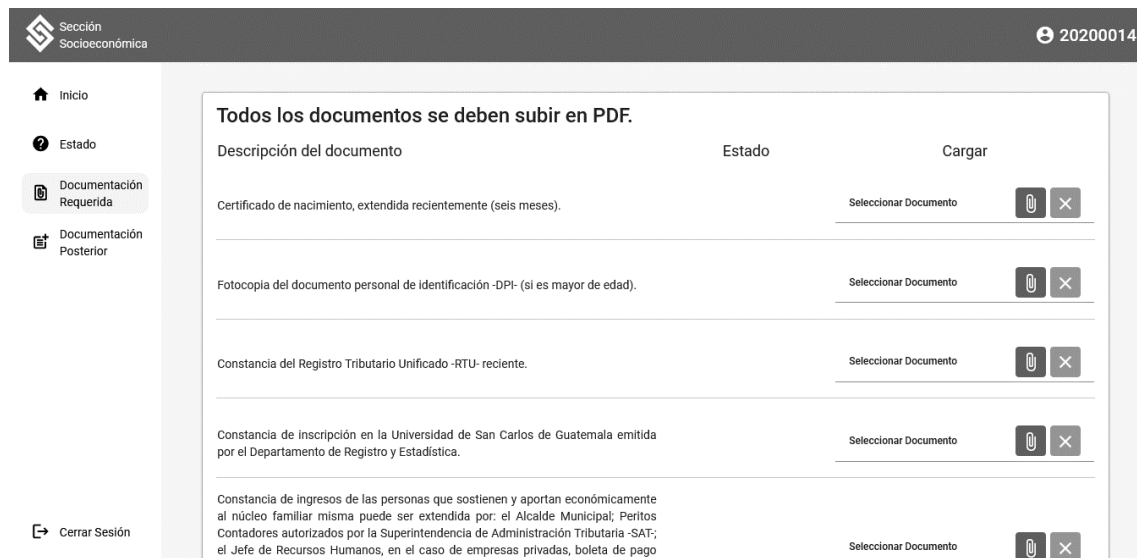 Sección
Socioeconómica
20200014
Inicio
Estado
Documentación
Requerida
Documentación
Posterior
Cerrar Sesión
Todos los documentos se deben subir en PDF.
Descripción del documento Estado Cargar
Certificado de nacimiento, extendida recientemente (seis meses). Seleccionar Documento
Fotocopia del documento personal de identificación -DPI- (si es mayor de edad). Seleccionar Documento
Constancia del Registro Tributario Unificado -RTU- reciente. Seleccionar Documento
Constancia de inscripción en la Universidad de San Carlos de Guatemala emitida
por el Departamento de Registro y Estadística. Seleccionar Documento
Constancia de ingresos de las personas que sostienen y aportan económicamente
al núcleo familiar misma puede ser extendida por: el Alcalde Municipal; Peritos
Contadores autorizados por la Superintendencia de Administración Tributaria -SAT-;
el Jefe de Recursos Humanos, en el caso de empresas privadas, boleta de pago Seleccionar Documento